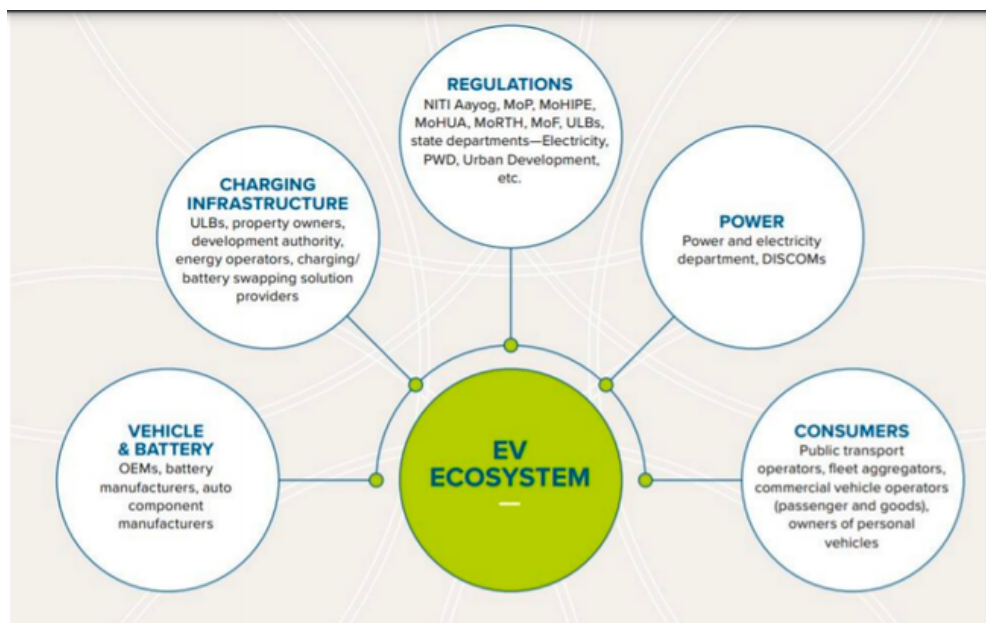 REGULATIONS
NITI Aayog, MoP, MoHIPE,
MoHUA, MoRTH, MoF, ULBs,
state departments—Electricity,
PWD, Urban Development,
etc.
CHARGING
INFRASTRUCTURE
ULBs, property owners,
development authority,
energy operators, charging/
battery swapping solution
providers
POWER
Power and electricity
department, DISCOMs
VEHICLE
& BATTERY
OEMs, battery
manufacturers, auto
component
manufacturers
EV
ECOSYSTEM
CONSUMERS
Public transport
operators, fleet aggregators,
commercial vehicle operators
(passenger and goods),
owners of personal
vehicles